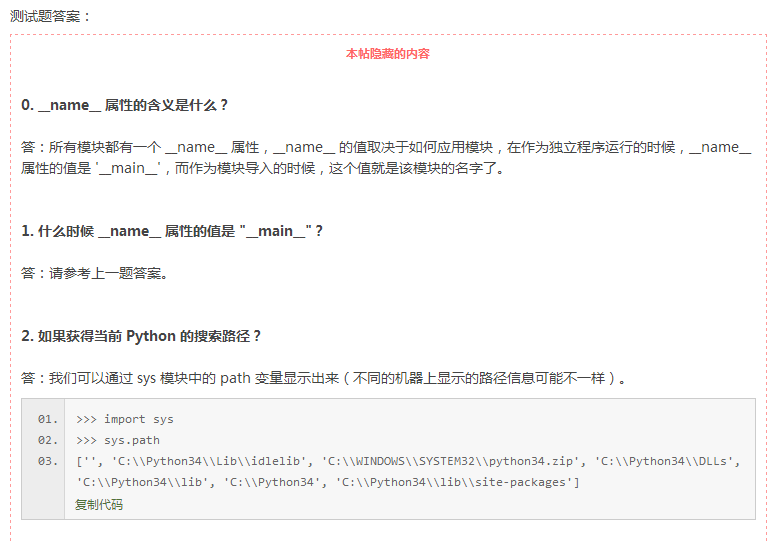 测试题答案：
本帖隐藏的内容
0. __name__ 属性的含义是什么？
答：所有模块都有一个 __name__ 属性，__name__ 的值取决于如何应用模块，在作为独立程序运行的时候，__name__
属性的值是 '__main__'，而作为模块导入的时候，这个值就是该模块的名字了。
1. 什么时候 __name__ 属性的值是 "__main__"？
答：请参考上一题答案。
2. 如果获得当前 Python 的搜索路径？
答：我们可以通过 sys 模块中的 path 变量显示出来（不同的机器上显示的路径信息可能不一样）。
01. >>> import sys
02. >>> sys.path
03. ['', 'C:\\Python34\\Lib\\idlelib', 'C:\\WINDOWS\\SYSTEM32\\python34.zip', 'C:\\Python34\\DLLs',
'C:\\Python34\\lib', 'C:\\Python34', 'C:\\Python34\\lib\\site-packages']
复制代码